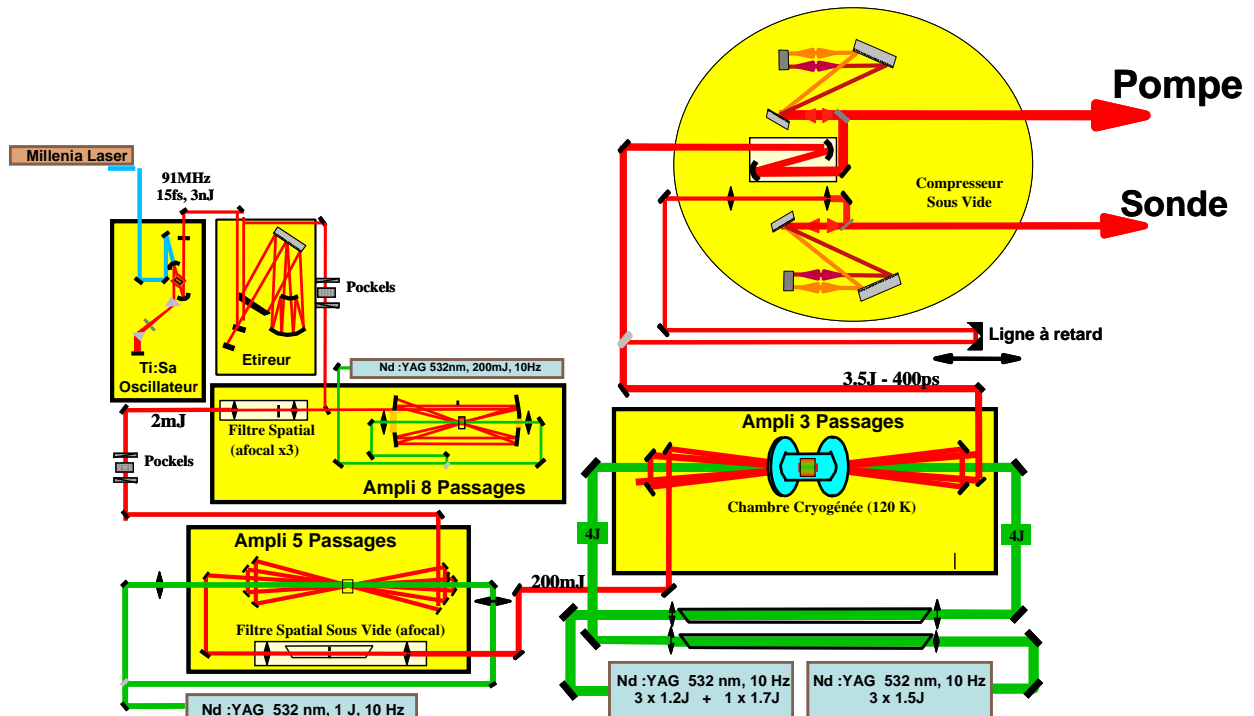 Pompe
Millenia Laser
91MHz
15fs, 3nJ
Compresseur
Sous Vide
Sonde
Pockels
Ligne à retard
Etireur
Ti:Sa
Oscillateur
Nd :YAG 532nm, 200mJ, 10Hz
3.5J - 400ps
2mJ
Filtre Spatial
(afocal x3)
Ampli 3 Passages
Pockels
Ampli 8 Passages
Chambre Cryogénée (120 K)
4J
4J
Ampli 5 Passages
200mJ
Filtre Spatial Sous Vide (afocal)
Nd :YAG 532 nm, 10 Hz
3 x 1.2J + 1 x 1.7J
Nd :YAG 532 nm, 10 Hz
3 x 1.5J
Nd :YAG 532 nm, 1 J, 10 Hz